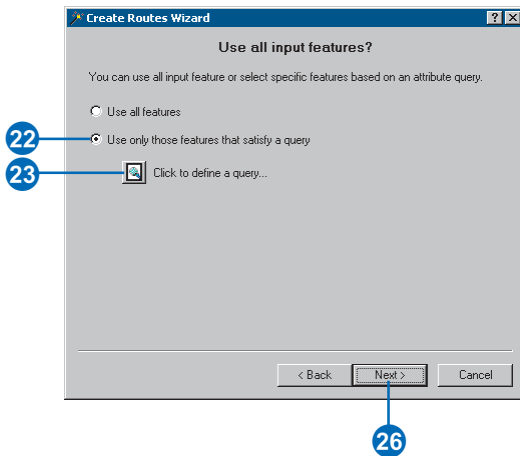 Create Routes Wizard
Use all input features?
You can use all input feature or select specific features based on an attribute query.
Use all features
22 Use only those features that satisfy a query
23 Click to define a query...
< Back Next > Cancel
26